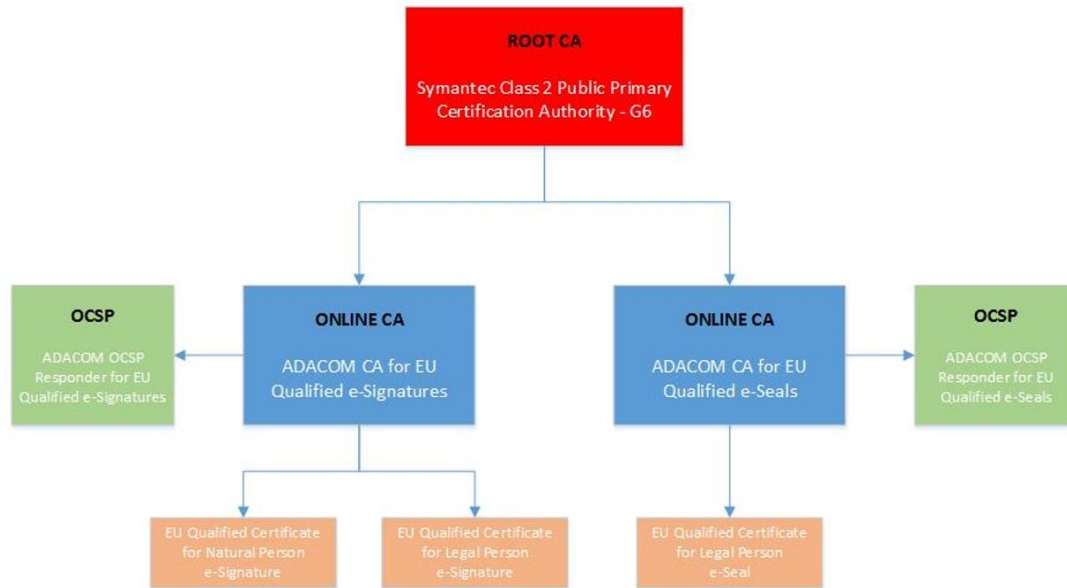 ROOT CA
Symantec Class 2 Public Primary
Certification Authority - G6
OCSP
ADACOM OCSP
Responder for EU
Qualified e-Signatures
ONLINE CA
ADACOM CA for EU
Qualified e-Signatures
ONLINE CA
ADACOM CA for EU
Qualified e-Seals
OCSP
ADACOM OCSP
Responder for EU
Qualified e-Seals
EU Qualified Certificate
for Natural Person
e-Signature
EU Qualified Certificate
for Legal Person
e-Signature
EU Qualified Certificate
for Legal Person
e-Seal